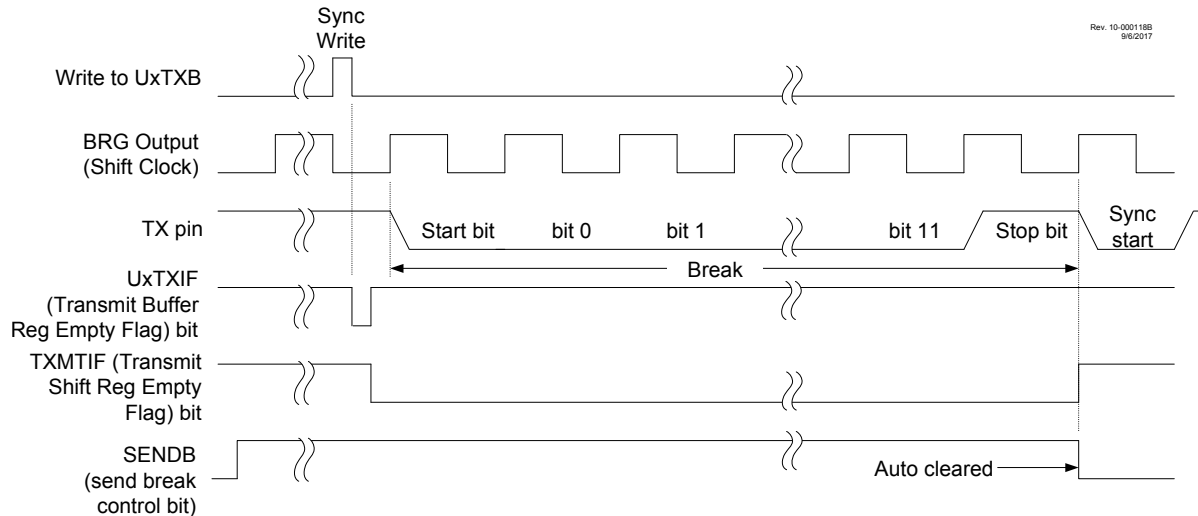 Sync
Write
Rev. 10-000118B
9/6/2017
Write to UxTXB
BRG Output
(Shift Clock)
TX pin
Start bit
bit 0
bit 1
bit 11
Stop bit
Sync
start
Break
UxTXIF
(Transmit Buffer
Reg Empty Flag) bit
TXMTIF (Transmit
Shift Reg Empty
Flag) bit
SENDB
(send break
control bit)
Auto cleared